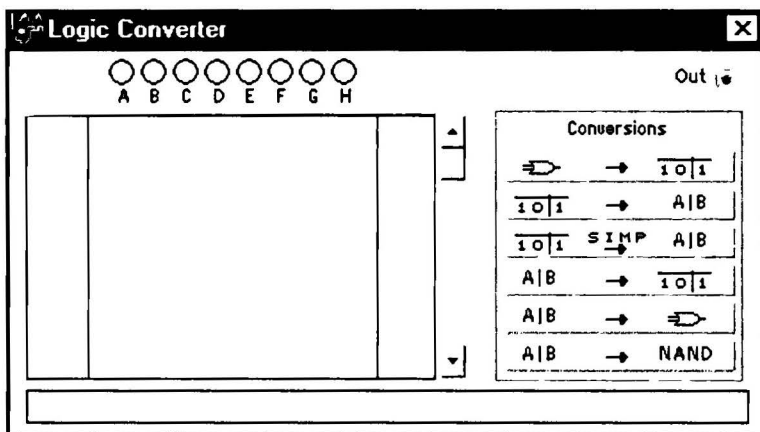 Logic Converter
A B C D E F G H
Out
Conversions
→ 1 0 | 1
1 0 | 1 → A|B
1 0 | 1 SIMP → A|B
A|B → 1 0 | 1
A|B →
A|B → NAND